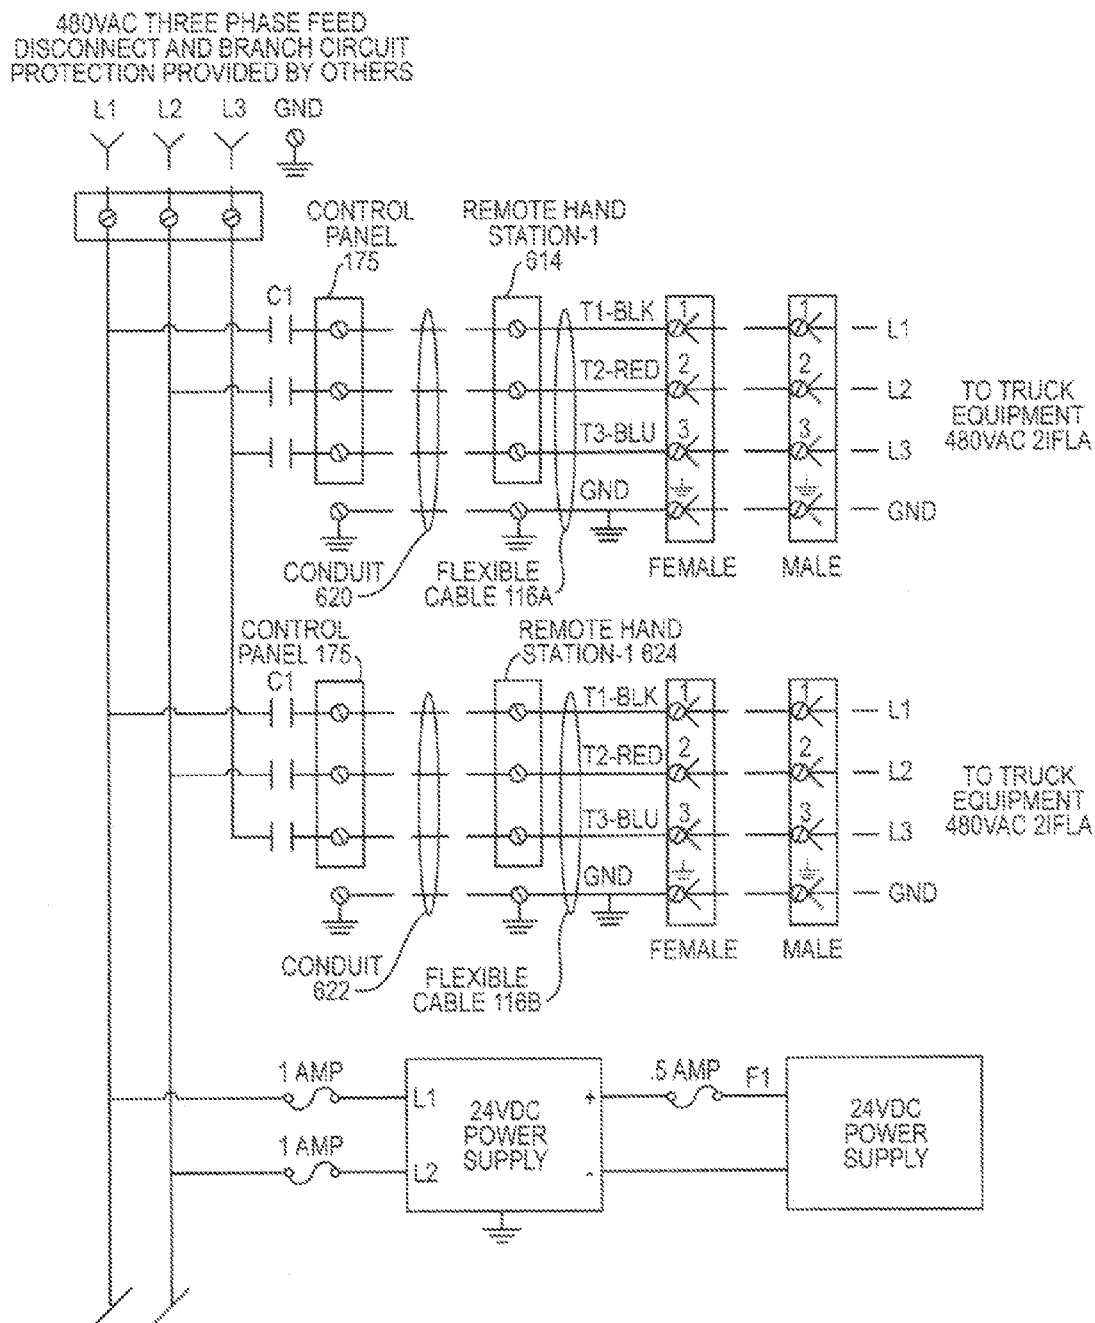 480VAC THREE PHASE FEED
DISCONNECT AND BRANCH CIRCUIT
PROTECTION PROVIDED BY OTHERS
L1 L2 L3 GND
CONTROL
PANEL
175
REMOTE HAND
STATION-1
614
C1
T1-BLK 1 1 L1
T2-RED 2 2 L2
T3-BLU 3 3 L3
GND GND
TO TRUCK
EQUIPMENT
480VAC 2IFLA
CONDUIT
620
FLEXIBLE
CABLE 116A
FEMALE MALE
CONTROL
PANEL 175
REMOTE HAND
STATION-1 624
C1
T1-BLK 1 1 L1
T2-RED 2 2 L2
T3-BLU 3 3 L3
GND GND
TO TRUCK
EQUIPMENT
480VAC 2IFLA
CONDUIT
622
FLEXIBLE
CABLE 116B
FEMALE MALE
1 AMP
L1
1 AMP
L2
24VDC
POWER
SUPPLY
+
-
.5 AMP F1
24VDC
POWER
SUPPLY